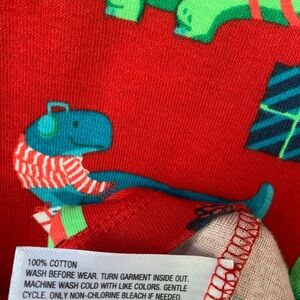 100% COTTON
WASH BEFORE WEAR. TURN GARMENT INSIDE OUT.
MACHINE WASH COLD WITH LIKE COLORS. GENTLE
CYCLE. ONLY NON-CHLORINE BLEACH IF NEEDED.